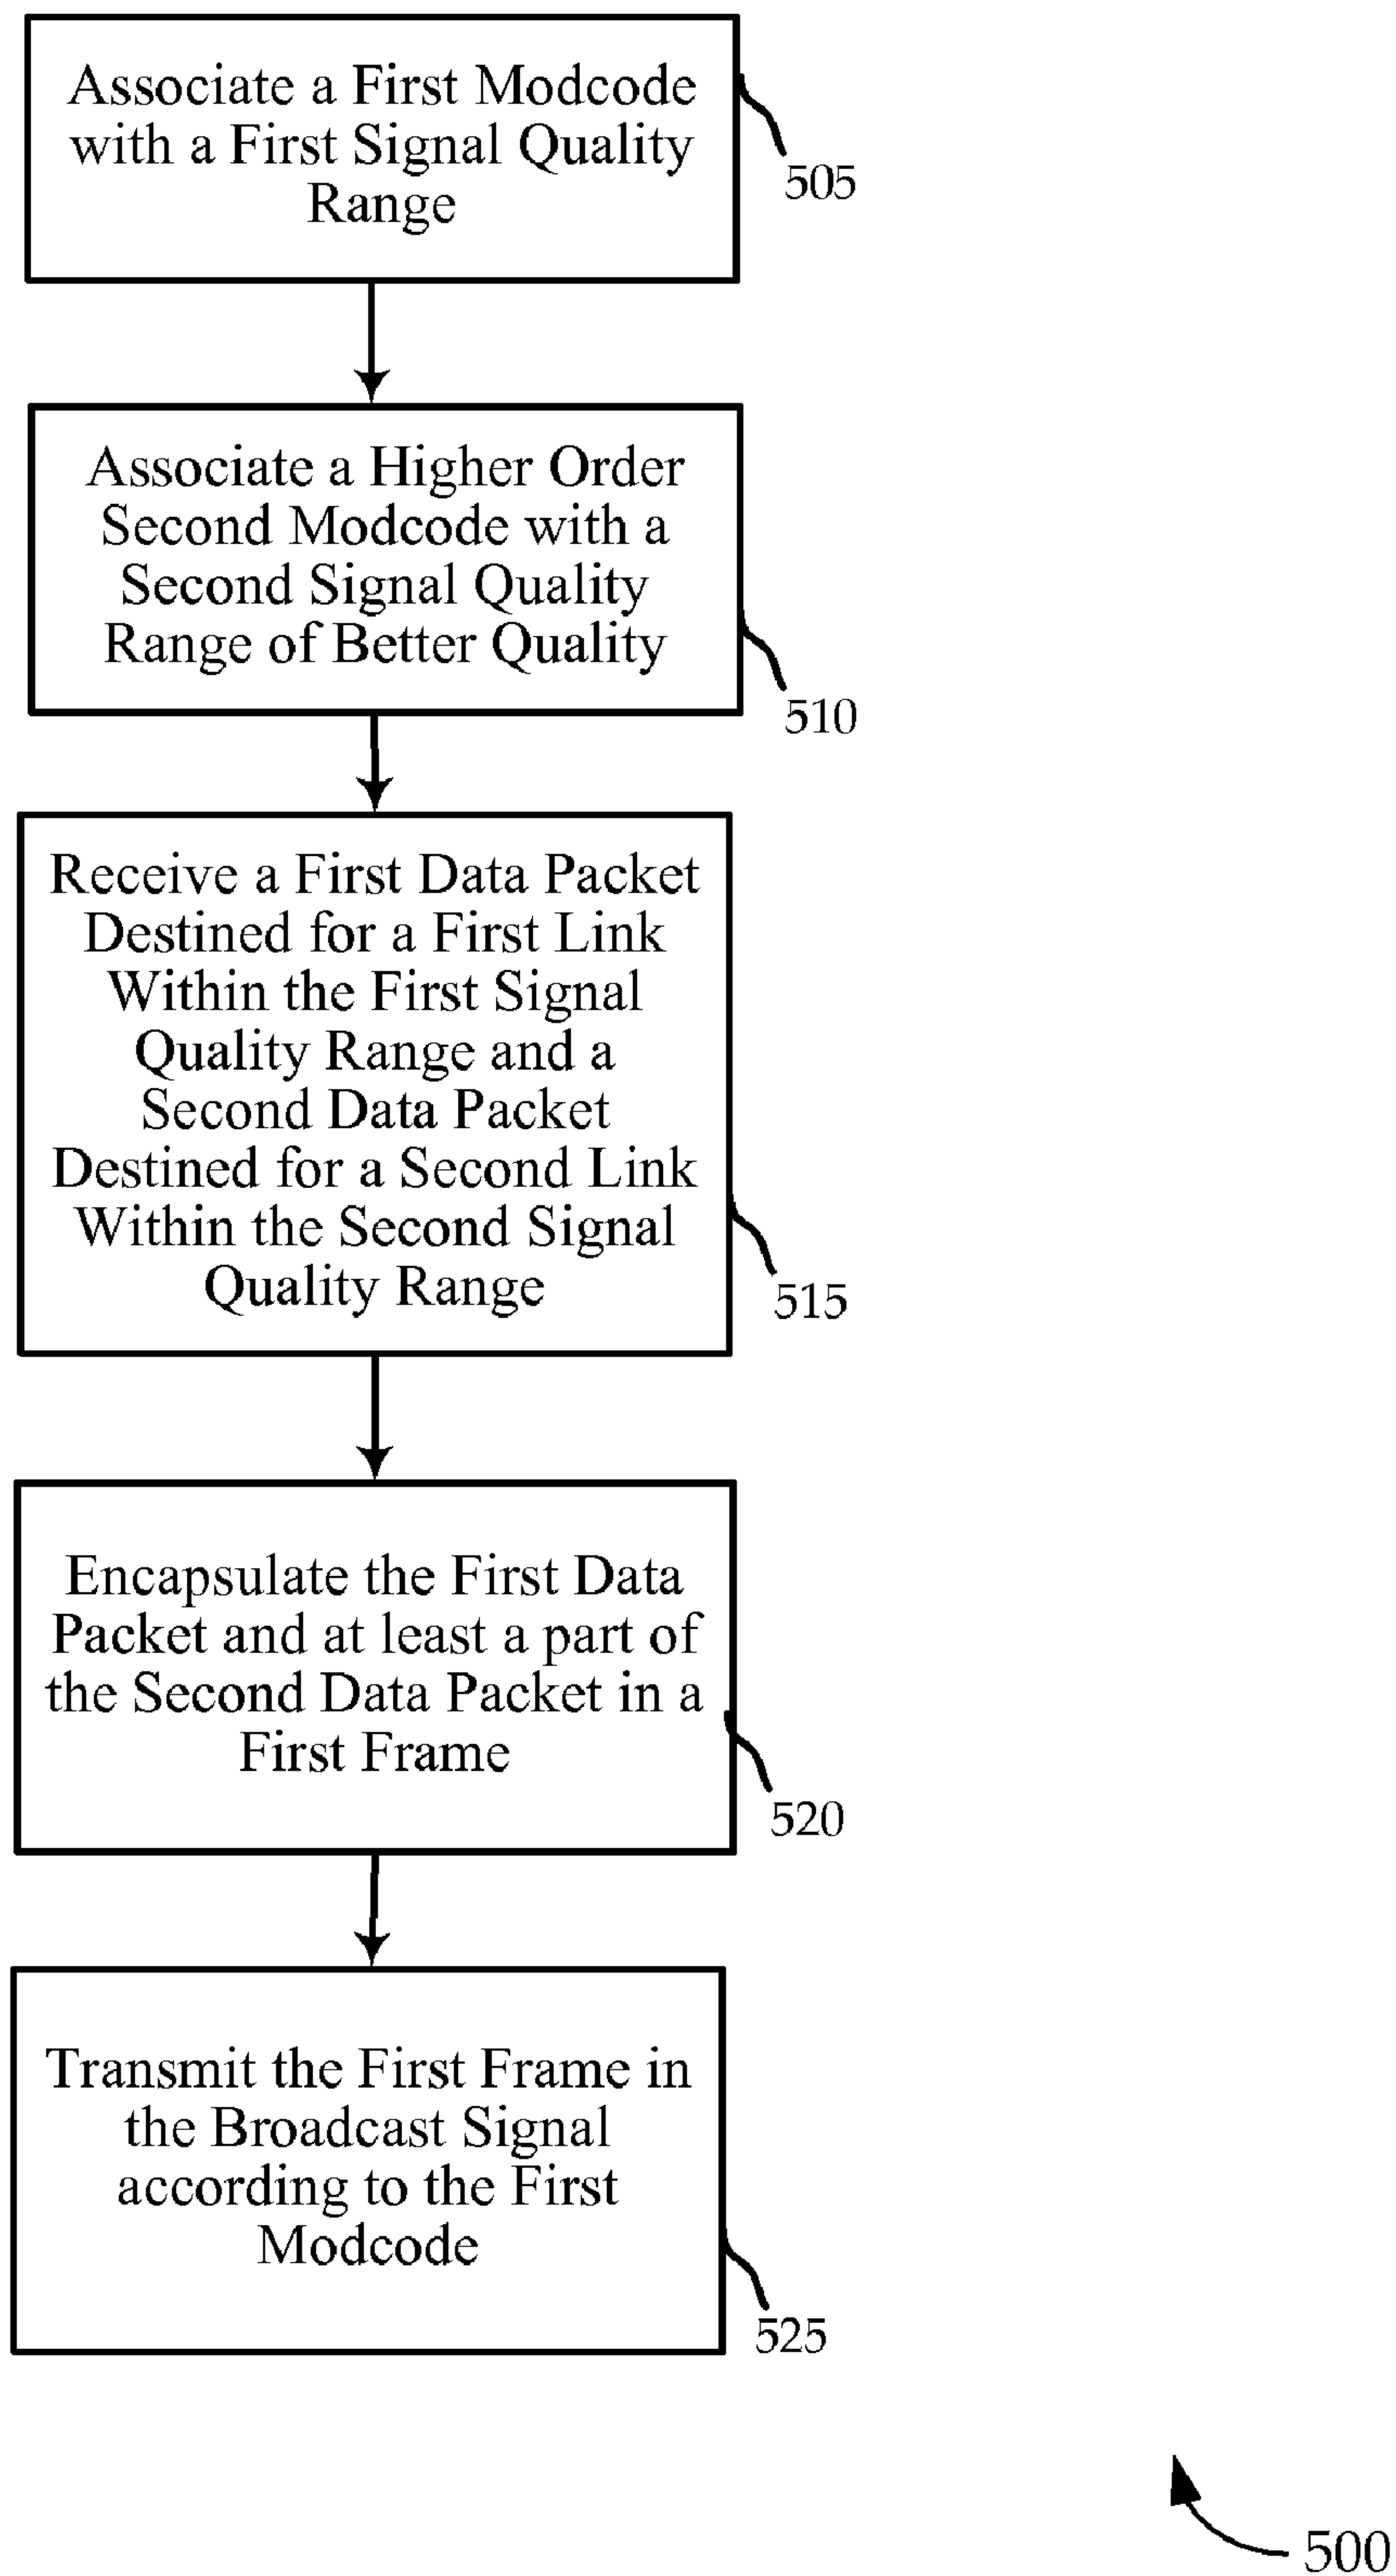 Associate a First Modcode
with a First Signal Quality
Range
505
Associate a Higher Order
Second Modcode with a
Second Signal Quality
Range of Better Quality
510
Receive a First Data Packet
Destined for a First Link
Within the First Signal
Quality Range and a
Second Data Packet
Destined for a Second Link
Within the Second Signal
Quality Range
515
Encapsulate the First Data
Packet and at least a part of
the Second Data Packet in a
First Frame
520
Transmit the First Frame in
the Broadcast Signal
according to the First
Modcode
525
500